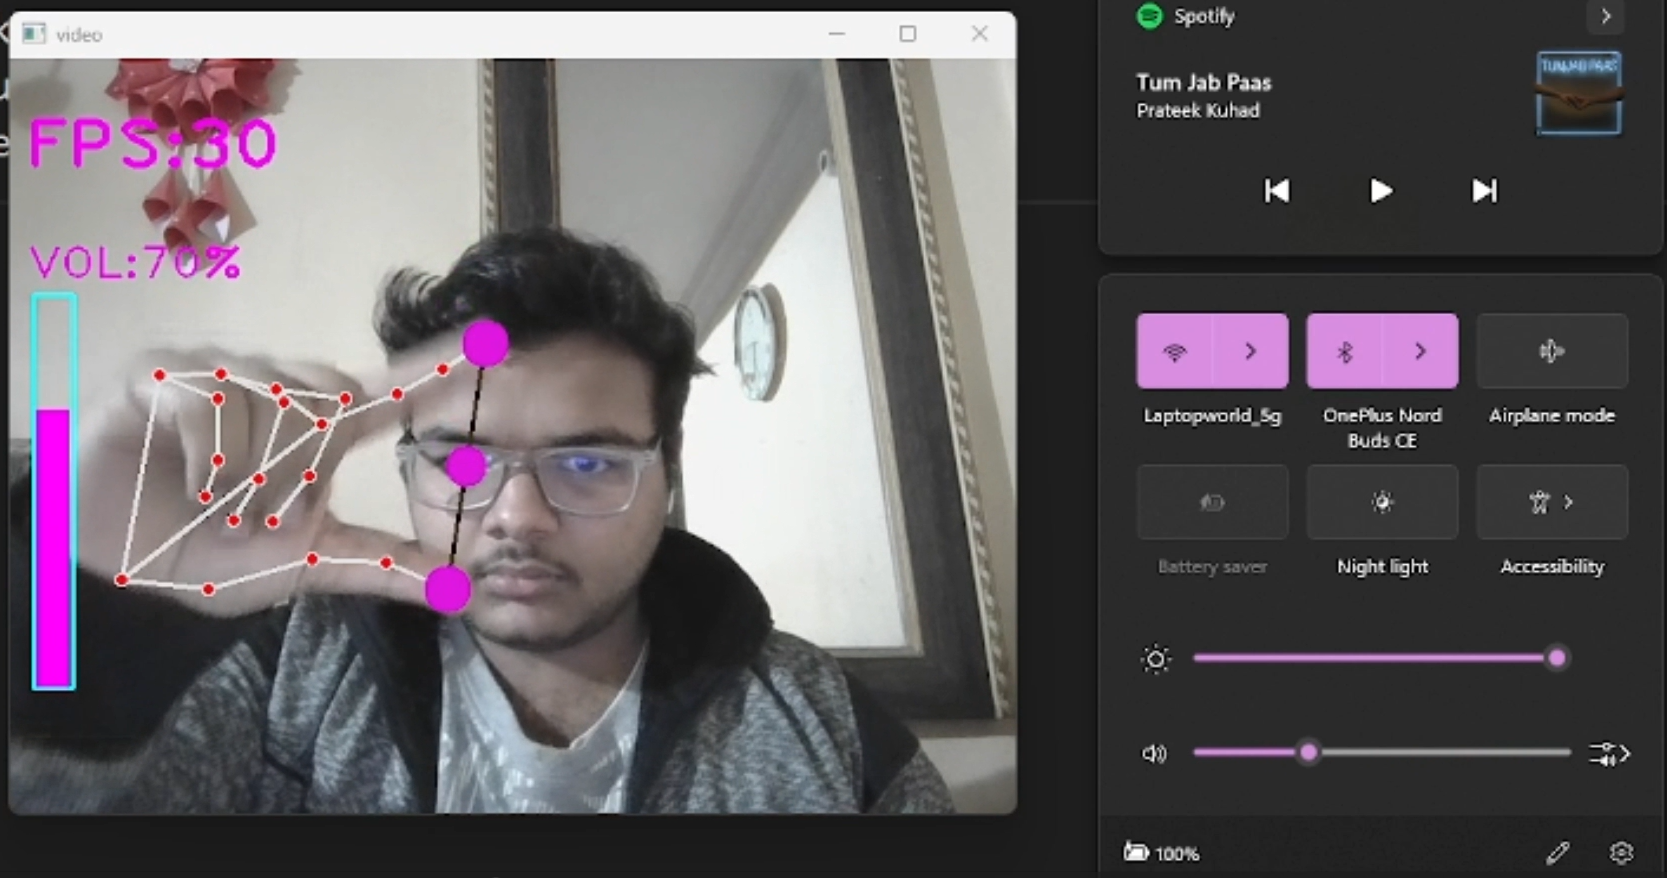 video
FPS:30
VOL:70%
Spotify
Tum Jab Paas
Prateek Kuhad
TUM JAB PAAS
Laptopworld_5g
OnePlus Nord
Buds CE
Airplane mode
Battery saver
Night light
Accessibility
100%